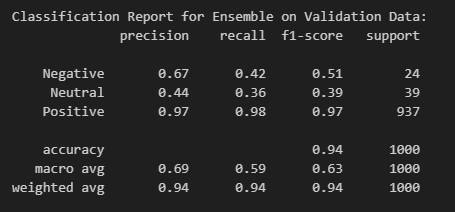 Classification Report for Ensemble on Validation Data:
precision recall f1-score support
Negative 0.67 0.42 0.51 24
Neutral 0.44 0.36 0.39 39
Positive 0.97 0.98 0.97 937
accuracy 0.94 1000
macro avg 0.69 0.59 0.63 1000
weighted avg 0.94 0.94 0.94 1000